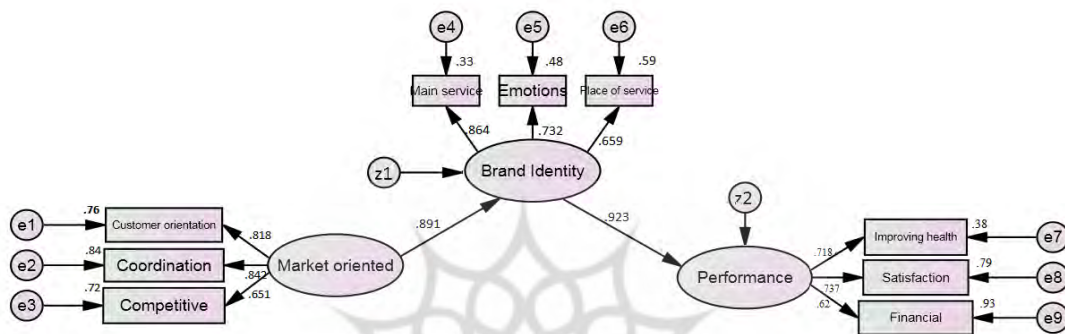 e4
e5
e6
.33
.48
.59
Main service
Emotions
Place of service
.864
.732
.659
z1
Brand Identity
z2
.891
.923
e1
.76
Customer orientation
.818
e2
.84
Coordination
.842
e3
.72
Competitive
.651
Market oriented
Performance
.718
Improving health
.38
e7
.737
Satisfaction
.79
e8
.62
Financial
.93
e9